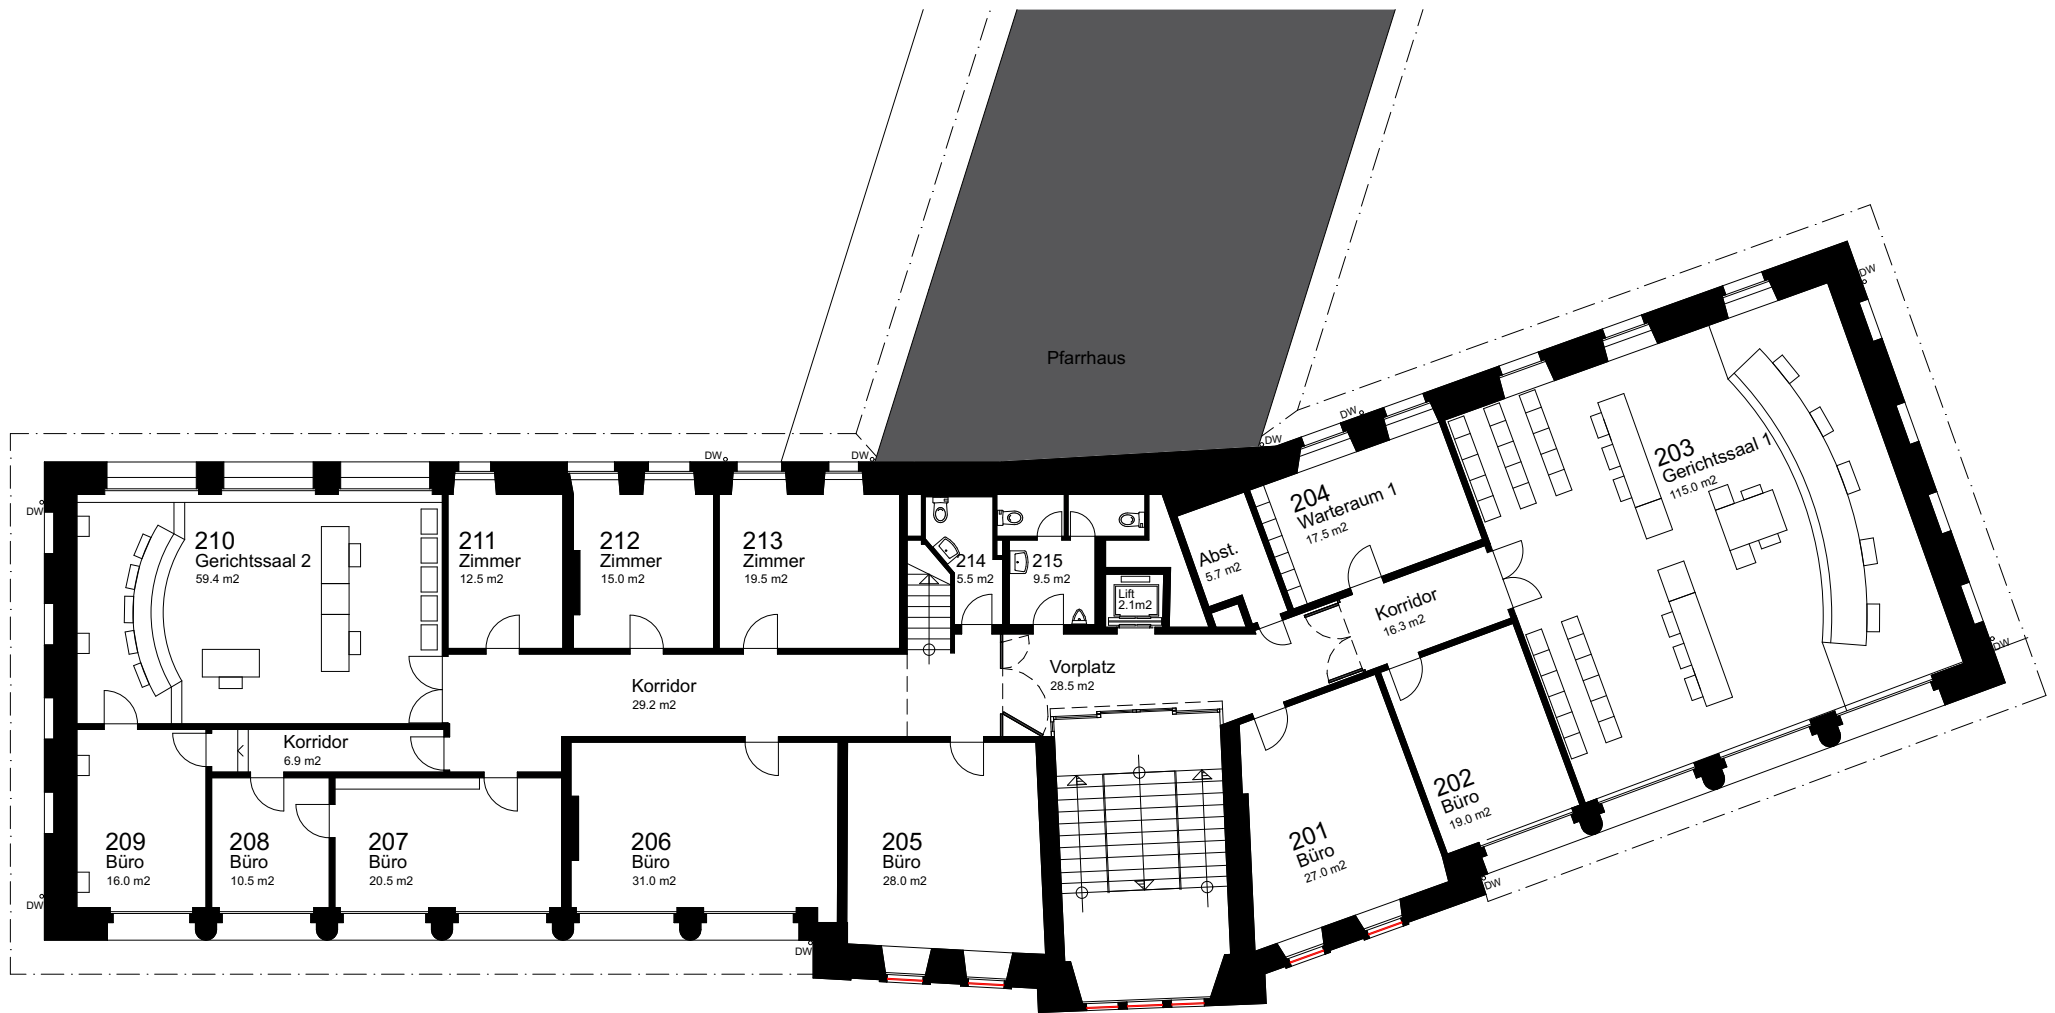 Pfarrhaus
DW
DW
DW
DW
DW
DW
210
Gerichtssaal 2
59.4 m2
211
Zimmer
12.5 m2
212
Zimmer
15.0 m2
213
Zimmer
19.5 m2
214
5.5 m2
215
9.5 m2
Lift
2.1m2
Abst.
5.7 m2
204
Warteraum 1
17.5 m2
203
Gerichtssaal 1
115.0 m2
Korridor
16.3 m2
DW
Vorplatz
28.5 m2
Korridor
29.2 m2
Korridor
6.9 m2
209
Büro
16.0 m2
208
Büro
10.5 m2
207
Büro
20.5 m2
206
Büro
31.0 m2
205
Büro
28.0 m2
201
Büro
27.0 m2
202
Büro
19.0 m2
DW
DW
DW